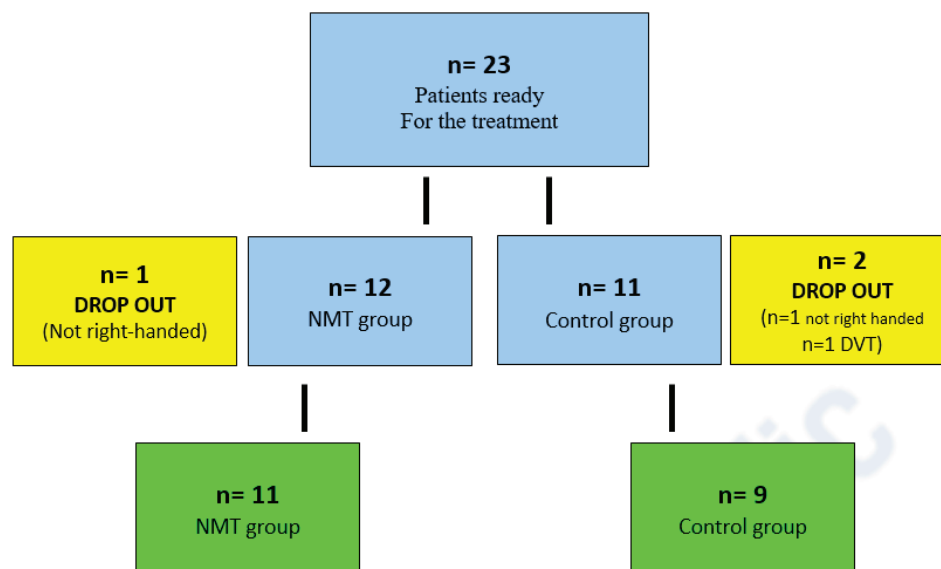 n= 23
Patients ready
For the treatment
n= 1
DROP OUT
(Not right-handed)
n= 12
NMT group
n= 11
Control group
n= 2
DROP OUT
(n=1 not right handed
n=1 DVT)
n= 11
NMT group
n= 9
Control group